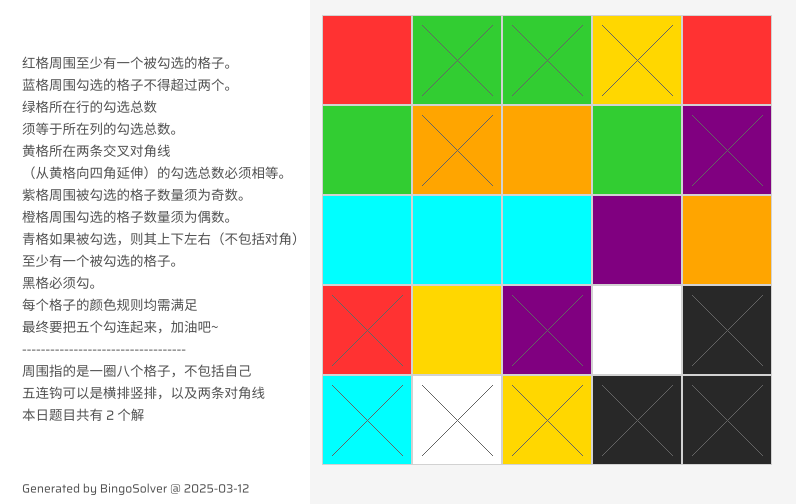 红格周围至少有一个被勾选的格子。
蓝格周围勾选的格子不得超过两个。
绿格所在行的勾选总数
须等于所在列的勾选总数。
黄格所在两条交叉对角线
（从黄格向四角延伸）的勾选总数必须相等。
紫格周围被勾选的格子数量须为奇数。
橙格周围勾选的格子数量须为偶数。
青格如果被勾选，则其上下左右（不包括对角）
至少有一个被勾选的格子。
黑格必须勾。
每个格子的颜色规则均需满足
最终要把五个勾连起来，加油吧~
-----------------------------------
周围指的是一圈八个格子，不包括自己
五连钩可以是横排竖排，以及两条对角线
本日题目共有 2 个解
Generated by BingoSolver @ 2025-03-12